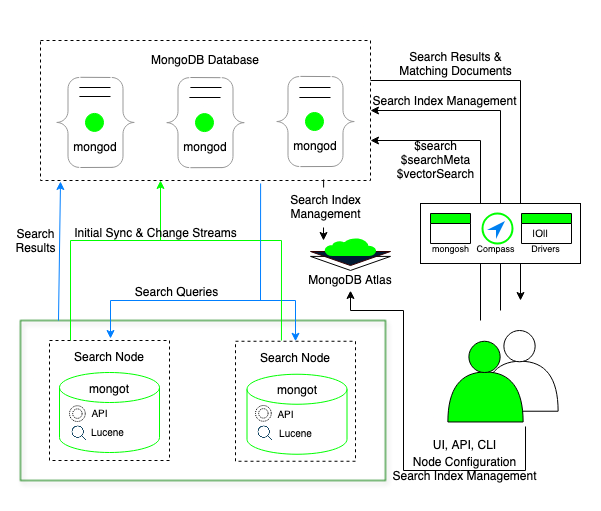 MongoDB Database
mongod
mongod
mongod
Search Results &
Matching Documents
Search Index Management
$search
$searchMeta
$vectorSearch
Search Index
Management
Search
Results
Initial Sync & Change Streams
mongosh
Compass
IOII
Drivers
MongoDB Atlas
Search Queries
Search Node
mongot
API
Lucene
Search Node
mongot
API
Lucene
UI, API, CLI
Node Configuration
Search Index Management